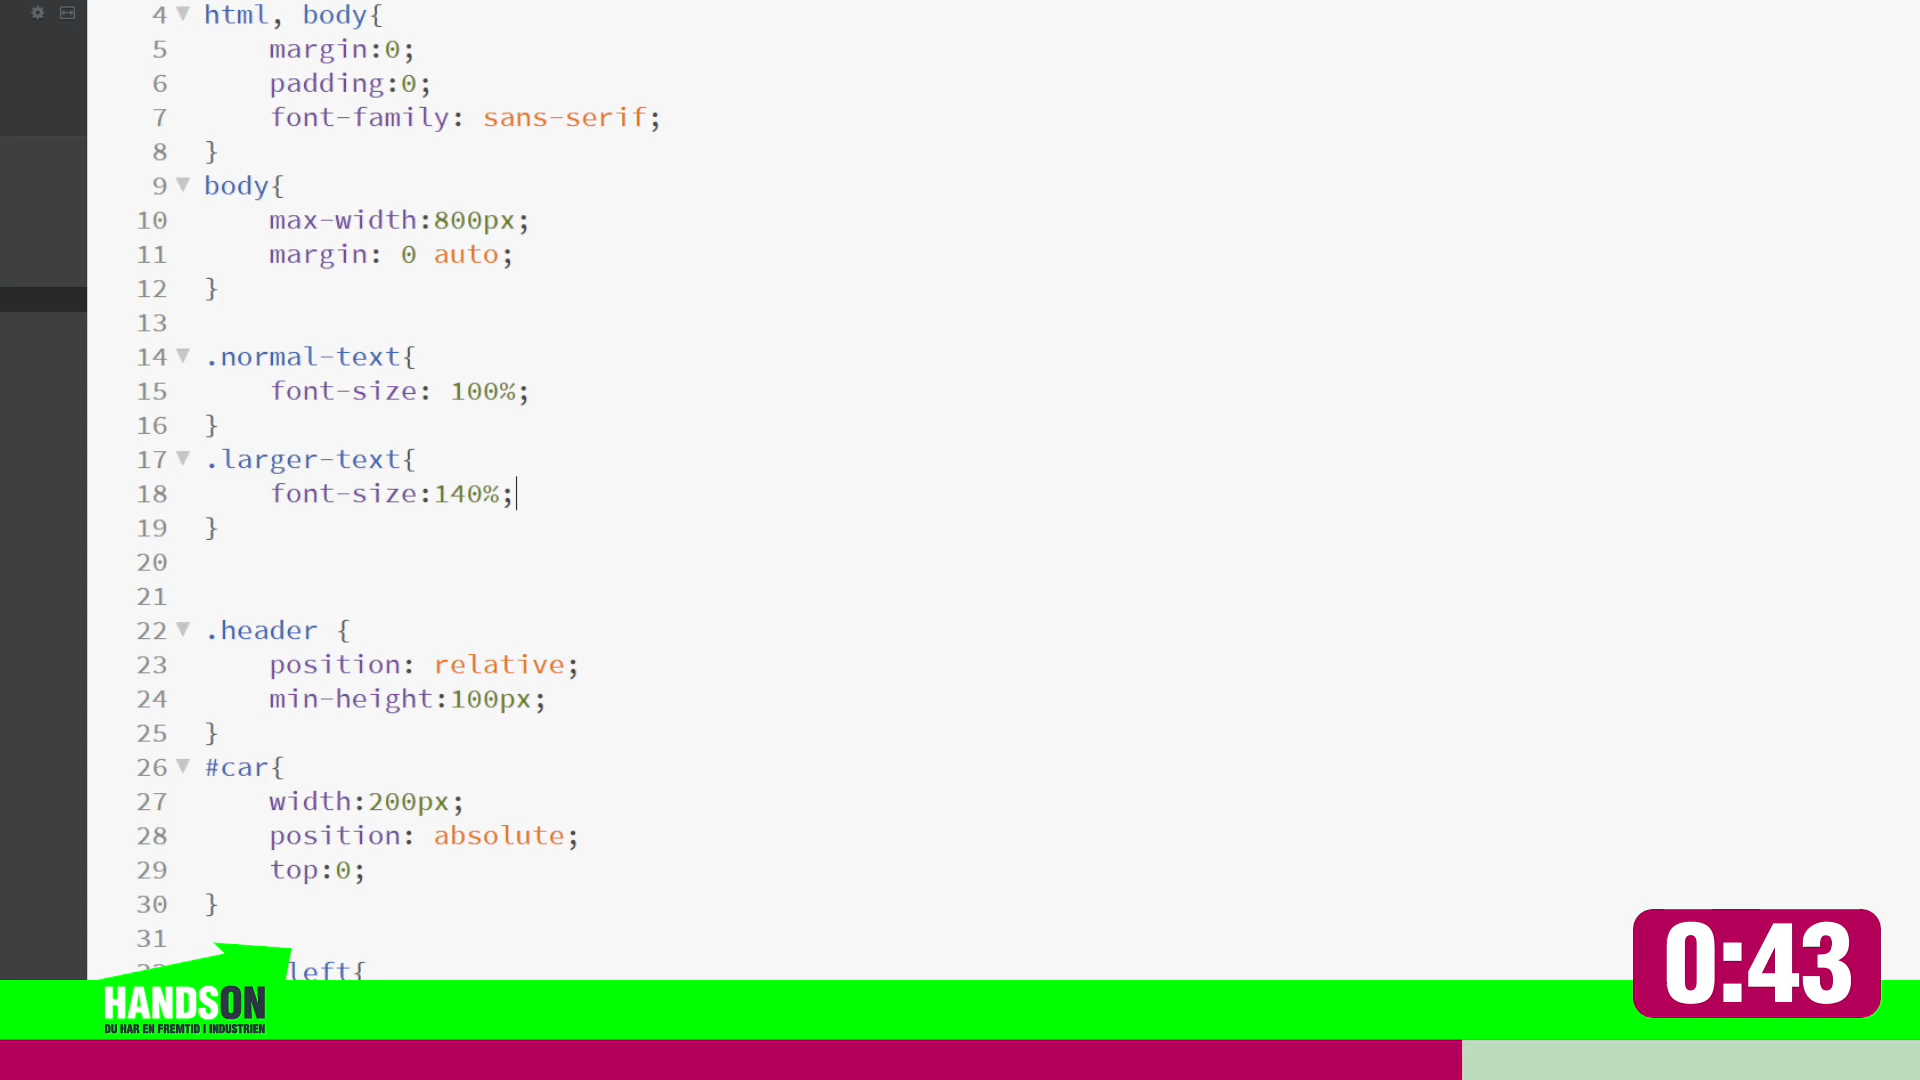 4 html, body{
5 margin:0;
6 padding:0;
7 font-family: sans-serif;
8 }
9 body{
10 max-width:800px;
11 margin: 0 auto;
12 }
13
14 .normal-text{
15 font-size: 100%;
16 }
17 .larger-text{
18 font-size:140%;
19 }
20
21
22 .header {
23 position: relative;
24 min-height:100px;
25 }
26 #car{
27 width:200px;
28 position: absolute;
29 top:0;
30 }
31
left{
HANDSON
DU HAR EN FREMTID I INDUSTRIEN
0:43